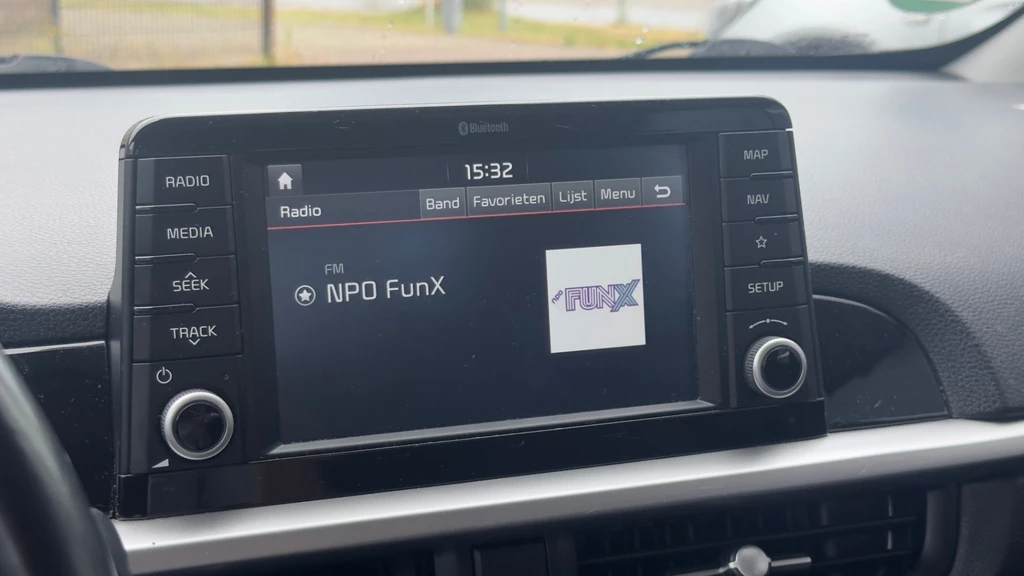 Bluetooth
RADIO
MEDIA
SEEK
TRACK
15:32
Radio
Band
Favorieten
Lijst
Menu
FM
NPO FunX
npo FUNX
MAP
NAV
SETUP